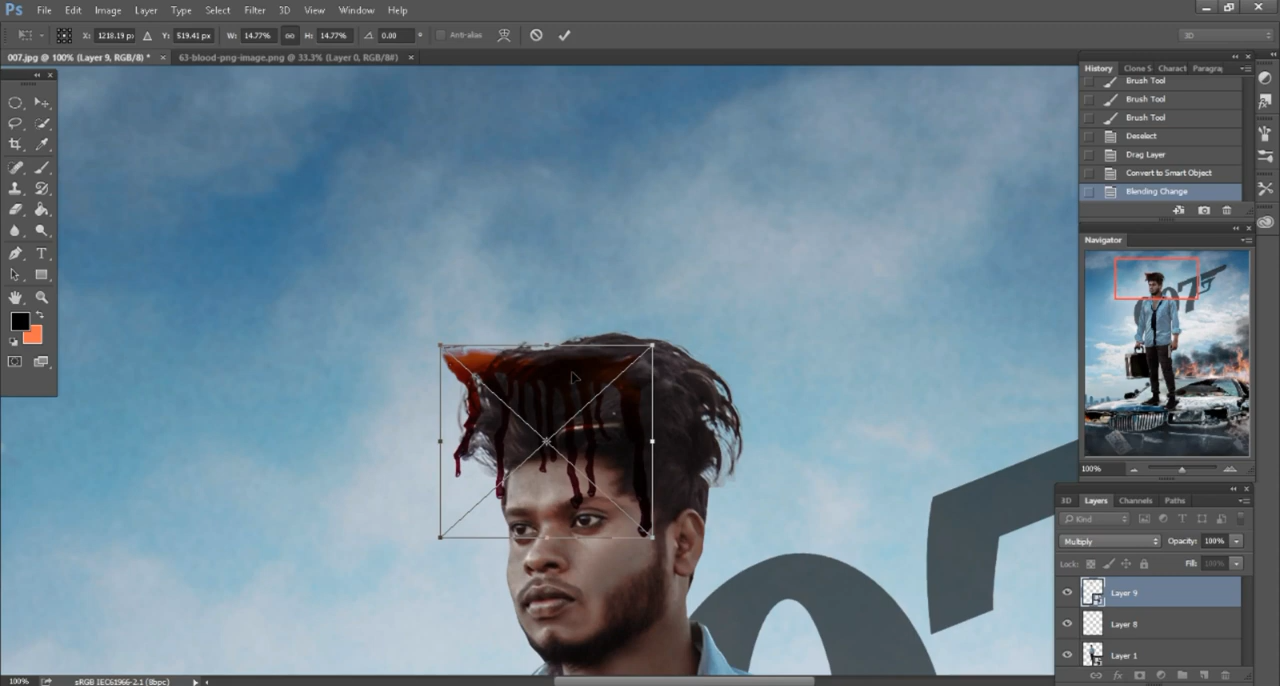 Ps File Edit Image Layer Type Select Filter 3D View Window Help
X: 1218.19 px Y: 519.41 px W: 14.77% H: 14.77% 0.00 ° Anti-alias 3D
007.jpg @ 100% (Layer 9, RGB/8) * × 63-blood-png-image.png @ 33.3% (Layer 0, RGB/8#) ×
History Clone S Charact Paragra
Brush Tool
Brush Tool
Brush Tool
Deselect
Drag Layer
Convert to Smart Object
Blending Change
Navigator
007
100%
3D Layers Channels Paths
Kind
Multiply Opacity: 100%
Lock: Fill: 100%
Layer 9
Layer 8
Layer 1
100% sRGB IEC61966-2.1 (8bpc)